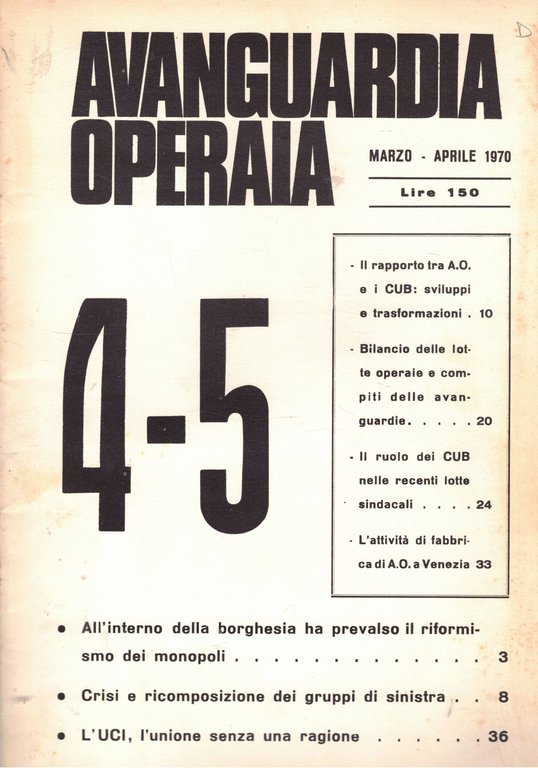 D
AVANGUARDIA
OPERAIA
MARZO - APRILE 1970
Lire 150
4-5
- Il rapporto tra A.O.
e i CUB: sviluppi
e trasformazioni . 10
- Bilancio delle lot-
te operaie e com-
piti delle avan-
guardie. . . . . 20
- Il ruolo dei CUB
nelle recenti lotte
sindacali . . . . 24
- L'attività di fabbri-
ca di A.O. a Venezia 33
● All'interno della borghesia ha prevalso il riformi-
smo dei monopoli . . . . . . . . . . . . . 3
● Crisi e ricomposizione dei gruppi di sinistra . . 8
● L'UCI, l'unione senza una ragione . . . . . . 36